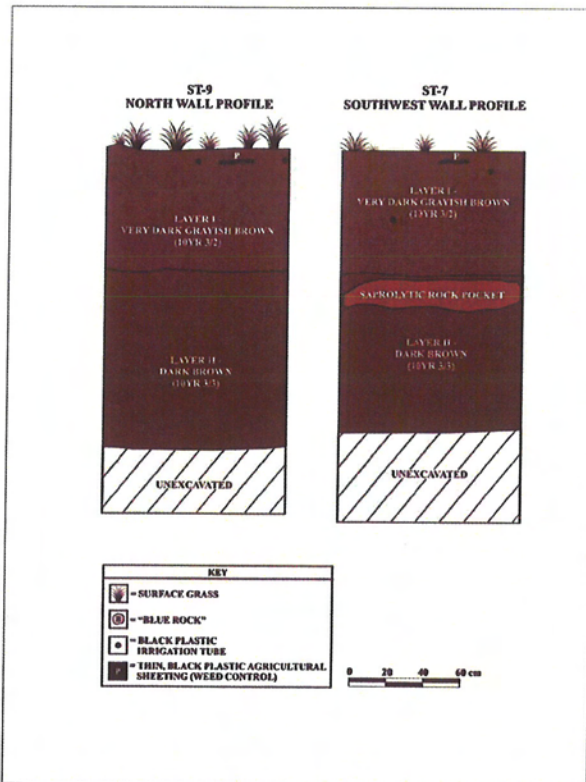 ST-9
NORTH WALL PROFILE
P
LAYER I -
VERY DARK GRAYISH BROWN
(10YR 3/2)
LAYER II -
DARK BROWN
(10YR 3/3)
UNEXCAVATED
ST-7
SOUTHWEST WALL PROFILE
P
LAYER I -
VERY DARK GRAYISH BROWN
(10YR 3/2)
SAPROLYTIC ROCK POCKET
LAYER II -
DARK BROWN
(10YR 3/3)
UNEXCAVATED
KEY
= SURFACE GRASS
B = "BLUE ROCK"
= BLACK PLASTIC
IRRIGATION TUBE
P = THIN, BLACK PLASTIC AGRICULTURAL
SHEETING (WEED CONTROL)
0 20 40 60 cm